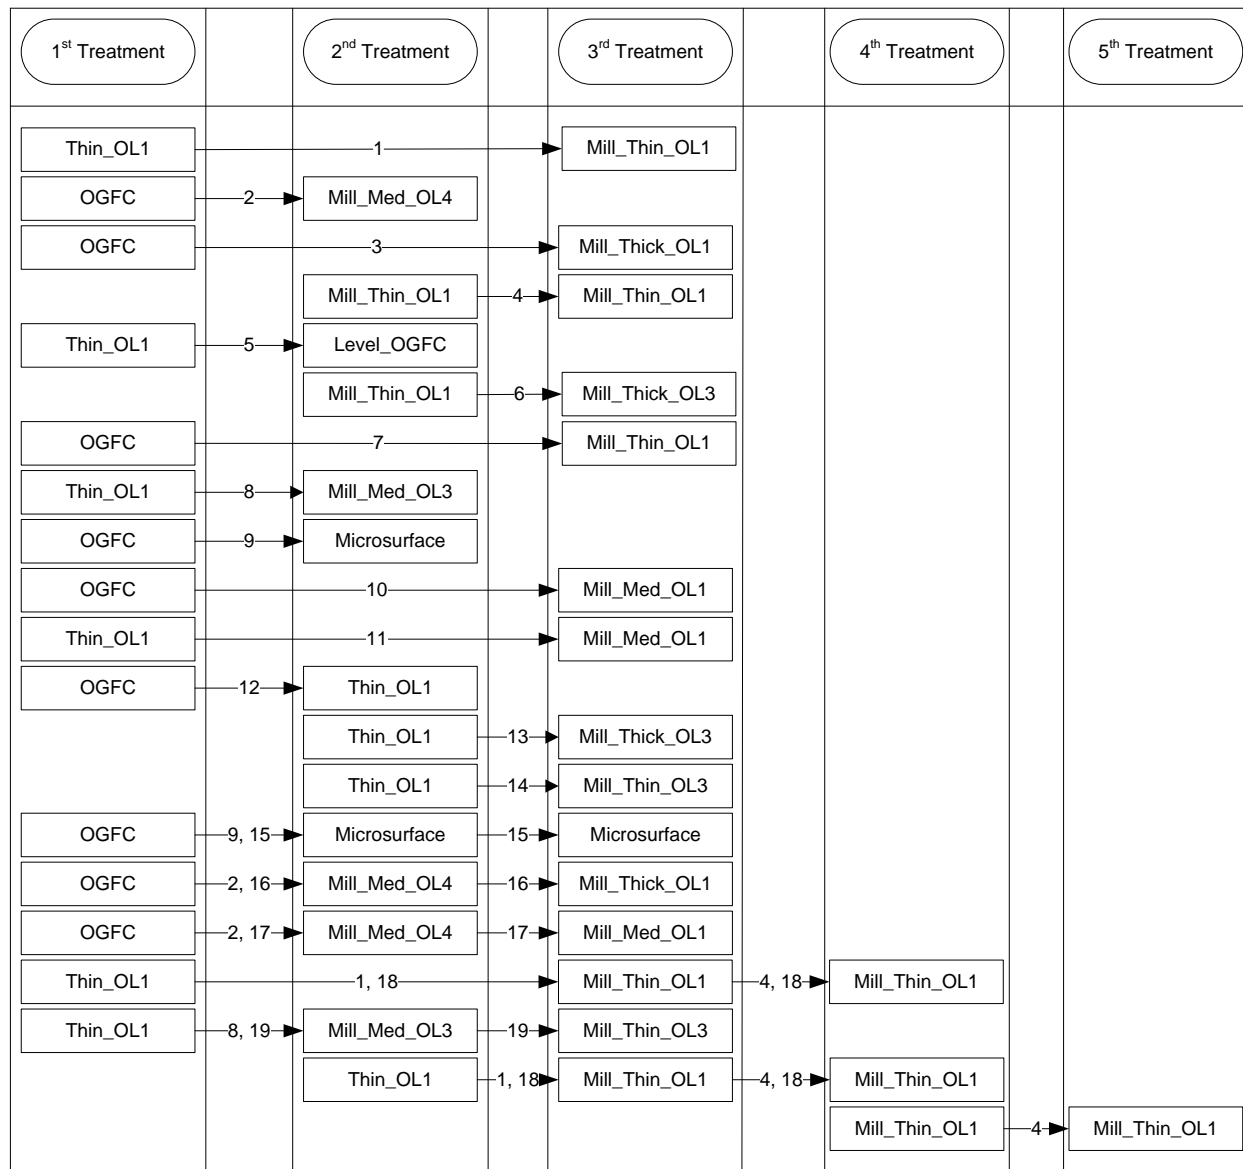 1st Treatment 2nd Treatment 3rd Treatment 4th Treatment 5th Treatment
Thin_OL1 1 Mill_Thin_OL1
OGFC 2 Mill_Med_OL4
OGFC 3 Mill_Thick_OL1
Mill_Thin_OL1 4 Mill_Thin_OL1
Thin_OL1 5 Level_OGFC
Mill_Thin_OL1 6 Mill_Thick_OL3
OGFC 7 Mill_Thin_OL1
Thin_OL1 8 Mill_Med_OL3
OGFC 9 Microsurface
OGFC 10 Mill_Med_OL1
Thin_OL1 11 Mill_Med_OL1
OGFC 12 Thin_OL1
Thin_OL1 13 Mill_Thick_OL3
Thin_OL1 14 Mill_Thin_OL3
OGFC 9, 15 Microsurface 15 Microsurface
OGFC 2, 16 Mill_Med_OL4 16 Mill_Thick_OL1
OGFC 2, 17 Mill_Med_OL4 17 Mill_Med_OL1
Thin_OL1 1, 18 Mill_Thin_OL1 4, 18 Mill_Thin_OL1
Thin_OL1 8, 19 Mill_Med_OL3 19 Mill_Thin_OL3
Thin_OL1 1, 18 Mill_Thin_OL1 4, 18 Mill_Thin_OL1
Mill_Thin_OL1 4 Mill_Thin_OL1